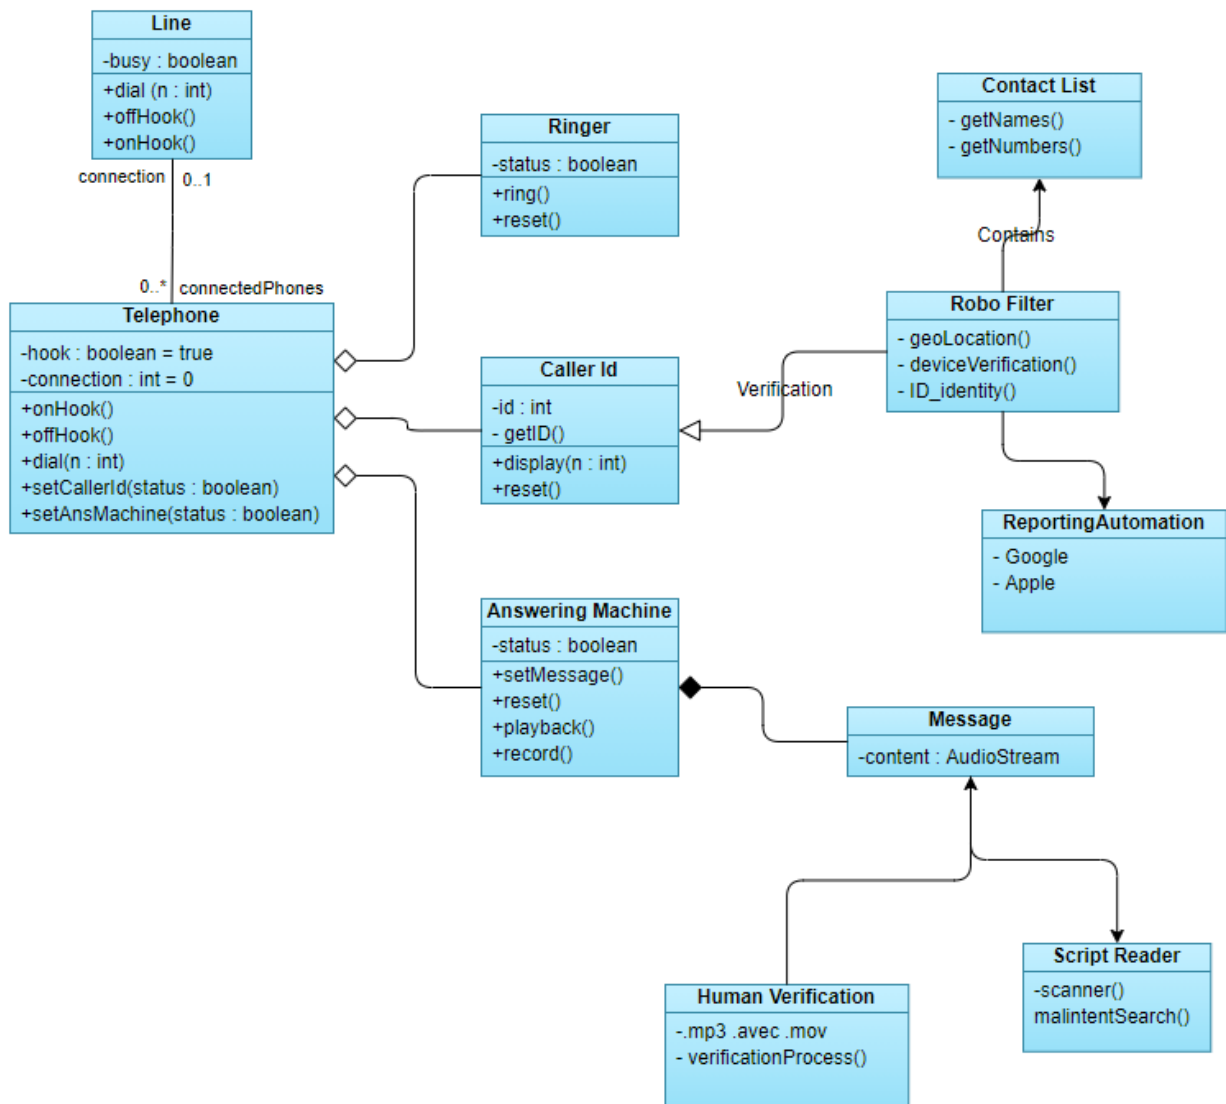 Line
-busy : boolean
+dial (n : int)
+offHook()
+onHook()
connection
0..1
0..*
connectedPhones
Telephone
-hook : boolean = true
-connection : int = 0
+onHook()
+offHook()
+dial(n : int)
+setCallerId(status : boolean)
+setAnsMachine(status : boolean)
Ringer
-status : boolean
+ring()
+reset()
Caller Id
-id : int
- getID()
+display(n : int)
+reset()
Verification
Contact List
- getNames()
- getNumbers()
Contains
Robo Filter
- geoLocation()
- deviceVerification()
- ID_identity()
ReportingAutomation
- Google
- Apple
Answering Machine
-status : boolean
+setMessage()
+reset()
+playback()
+record()
Message
-content : AudioStream
Human Verification
-.mp3 .avec .mov
- verificationProcess()
Script Reader
-scanner()
malintentSearch()